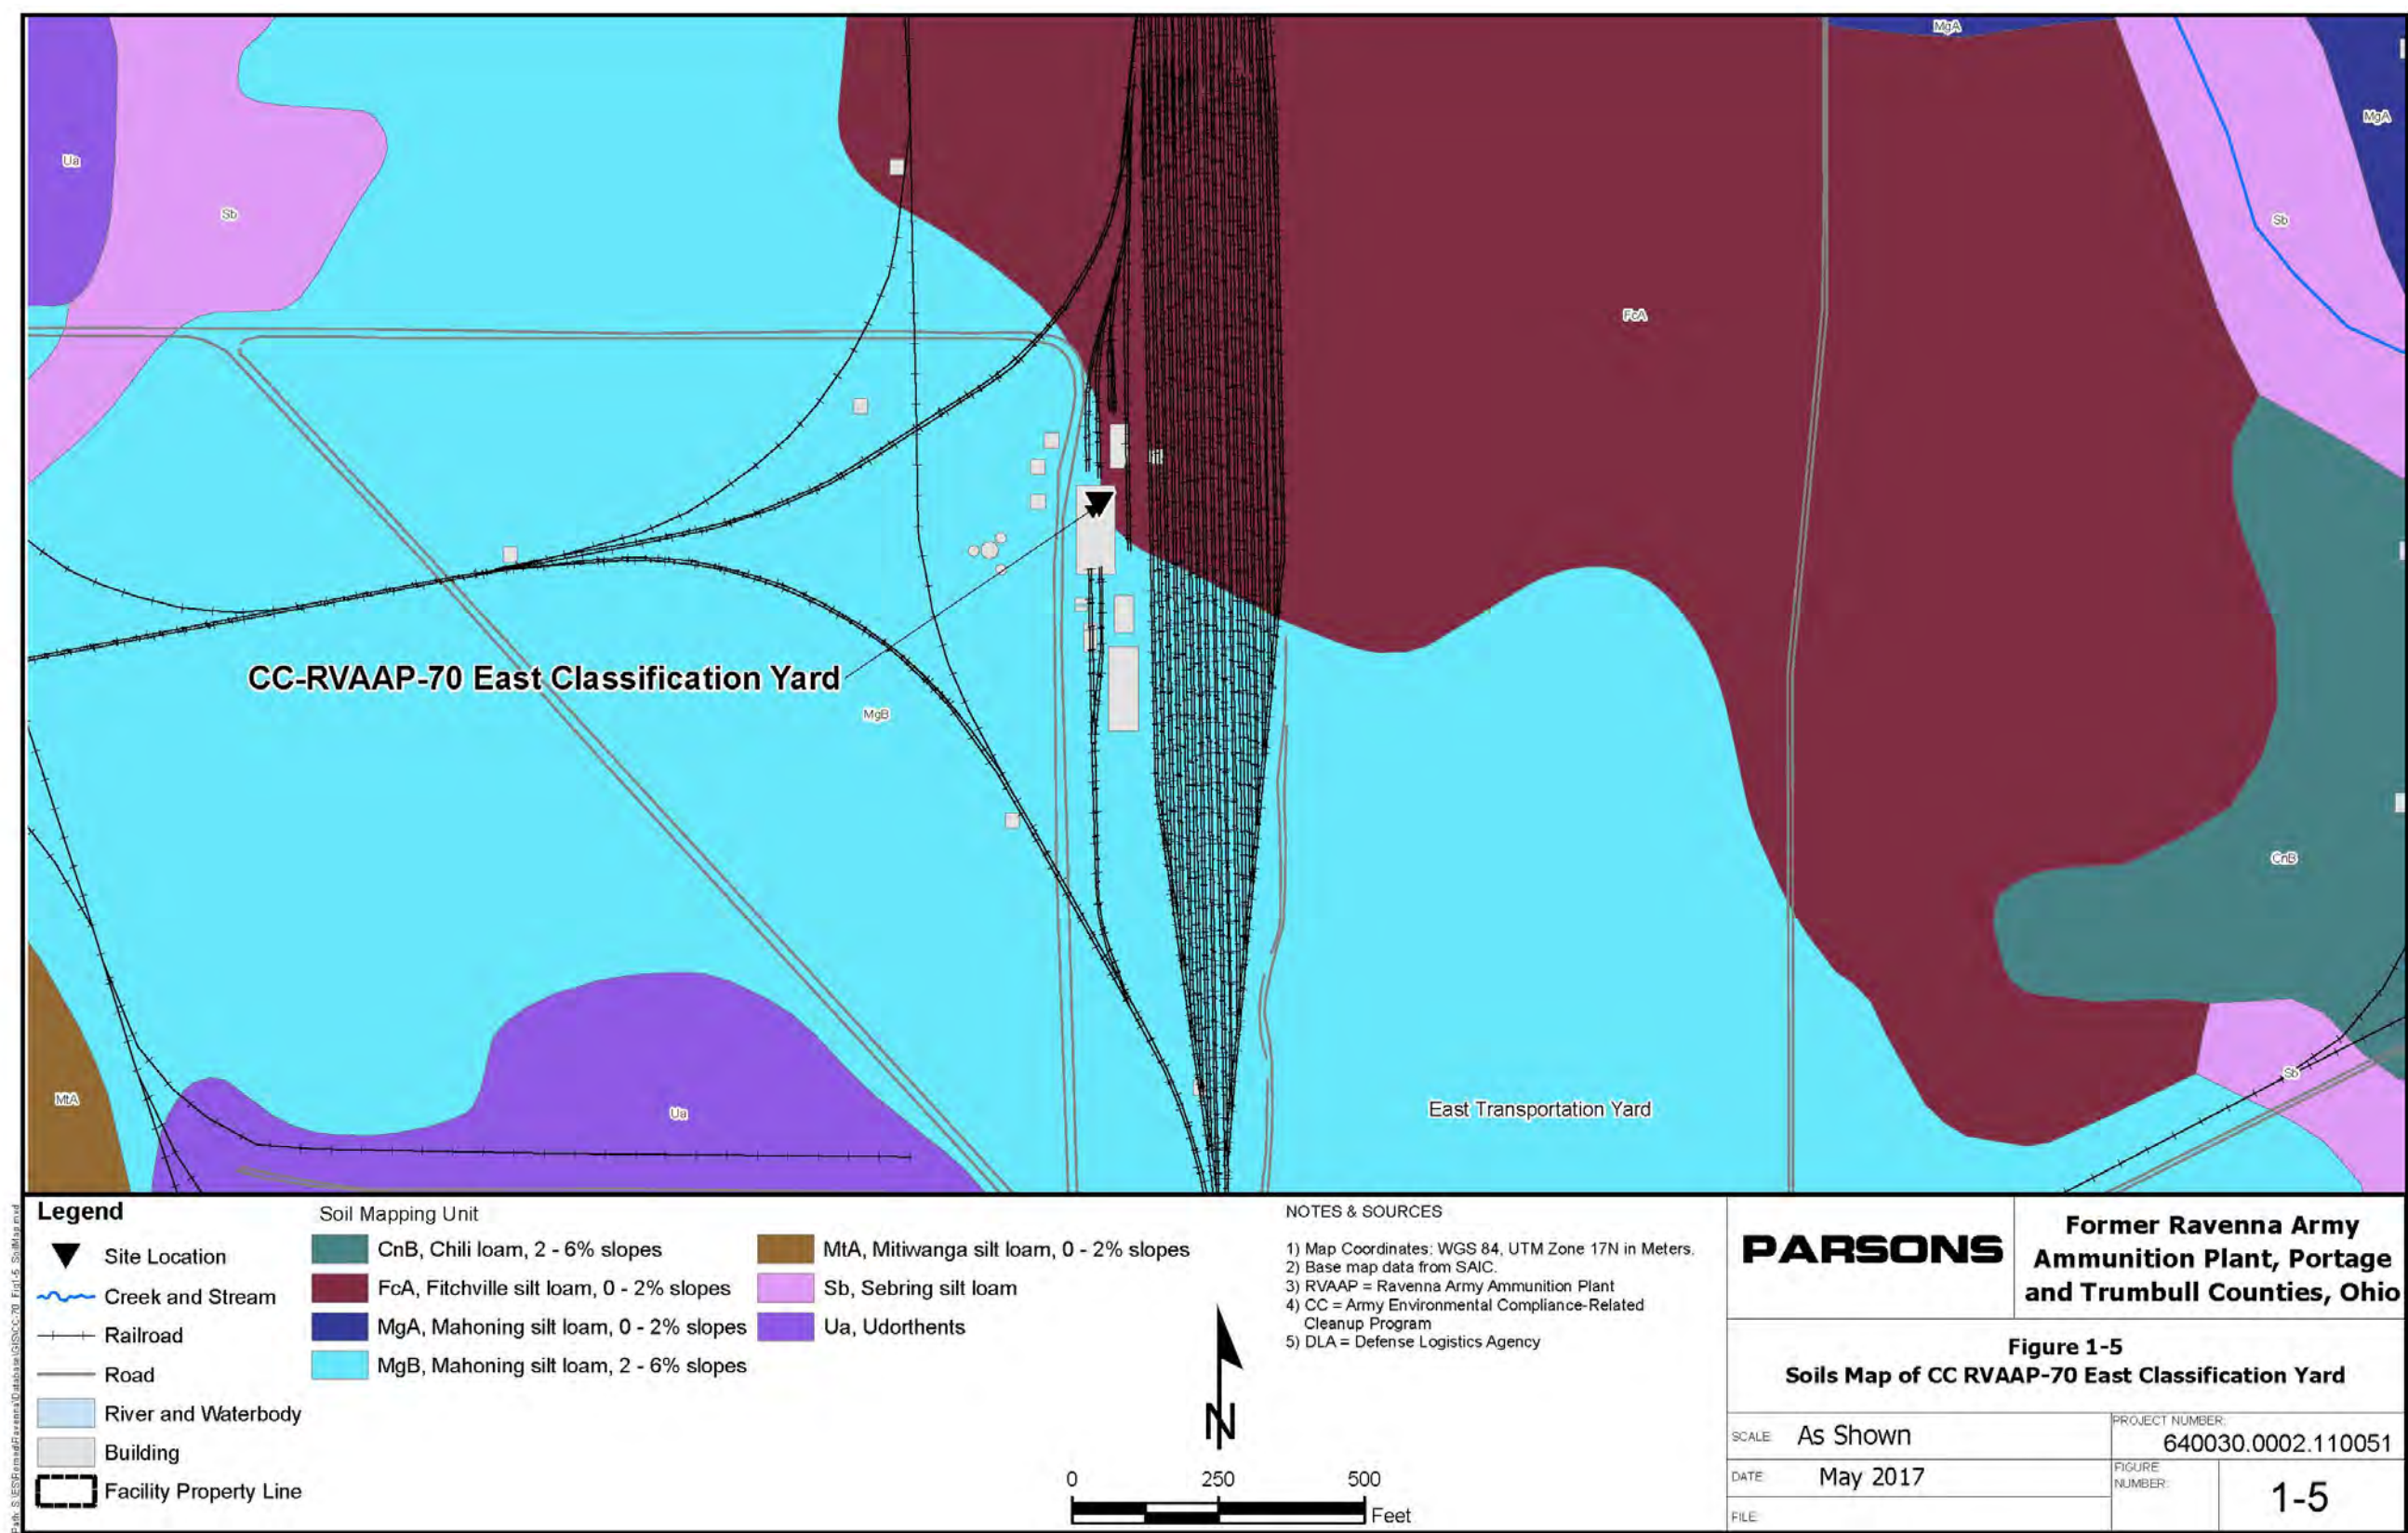 MgA
MgA
Ua
Sb
Sb
FcA
CC-RVAAP-70 East Classification Yard
MgB
CnB
Sb
MtA
Ua
East Transportation Yard
Legend
Site Location
Creek and Stream
Railroad
Road
River and Waterbody
Building
Facility Property Line
Soil Mapping Unit
CnB, Chili loam, 2 - 6% slopes
FcA, Fitchville silt loam, 0 - 2% slopes
MgA, Mahoning silt loam, 0 - 2% slopes
MgB, Mahoning silt loam, 2 - 6% slopes
MtA, Mitiwanga silt loam, 0 - 2% slopes
Sb, Sebring silt loam
Ua, Udorthents
NOTES & SOURCES
1) Map Coordinates: WGS 84, UTM Zone 17N in Meters.
2) Base map data from SAIC.
3) RVAAP = Ravenna Army Ammunition Plant
4) CC = Army Environmental Compliance-Related
Cleanup Program
5) DLA = Defense Logistics Agency
N
0 250 500
Feet
PARSONS
Former Ravenna Army
Ammunition Plant, Portage
and Trumbull Counties, Ohio
Figure 1-5
Soils Map of CC RVAAP-70 East Classification Yard
SCALE: As Shown
PROJECT NUMBER:
640030.0002.110051
DATE: May 2017
FIGURE
NUMBER:
1-5
FILE: